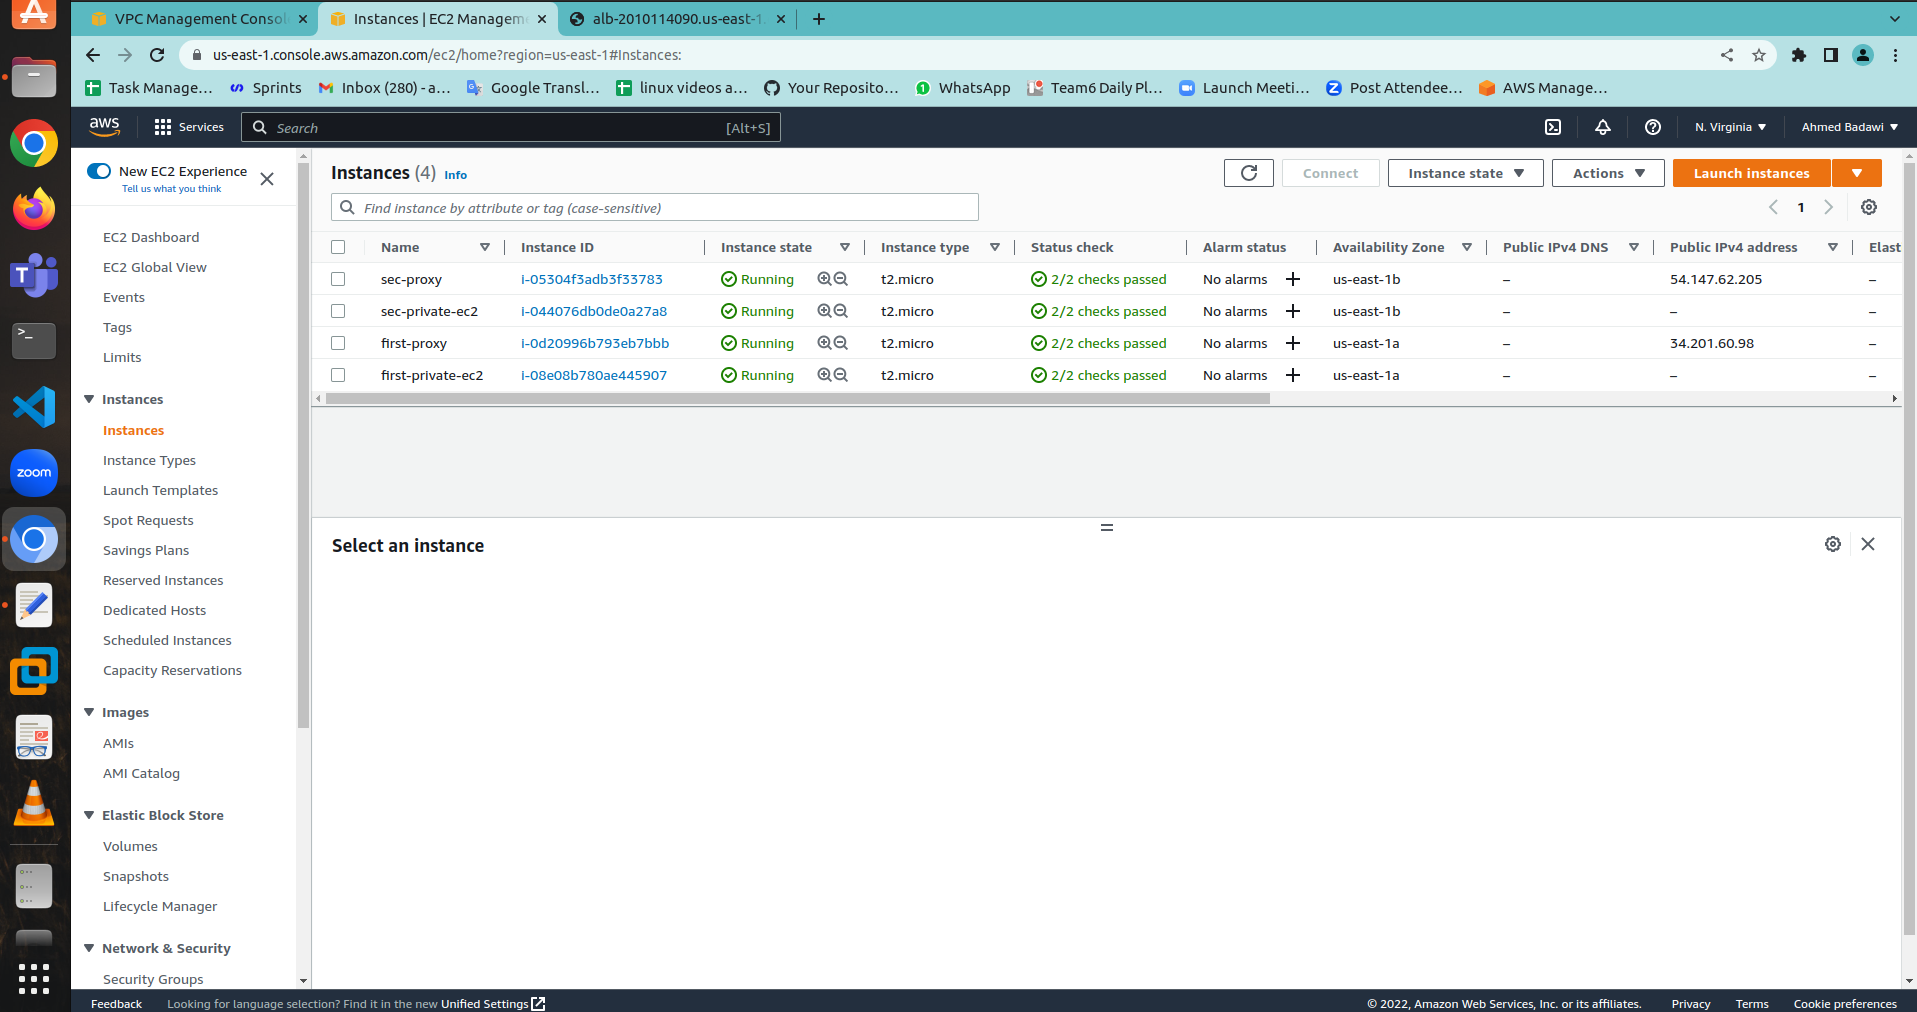 VPC Management Consol
Instances | EC2 Managem
alb-2010114090.us-east-1.
us-east-1.console.aws.amazon.com/ec2/home?region=us-east-1#Instances:
Task Manage... Sprints Inbox (280) - a... Google Transl... linux videos a... Your Reposito... WhatsApp Team6 Daily Pl... Launch Meeti... Post Attendee... AWS Manage...
aws Services Search [Alt+S] N. Virginia Ahmed Badawi
New EC2 Experience
Tell us what you think
EC2 Dashboard
EC2 Global View
Events
Tags
Limits
Instances
Instances
Instance Types
Launch Templates
Spot Requests
Savings Plans
Reserved Instances
Dedicated Hosts
Scheduled Instances
Capacity Reservations
Images
AMIs
AMI Catalog
Elastic Block Store
Volumes
Snapshots
Lifecycle Manager
Network & Security
Security Groups
Instances (4) Info Connect Instance state Actions Launch instances
Find instance by attribute or tag (case-sensitive) 1
Name Instance ID Instance state Instance type Status check Alarm status Availability Zone Public IPv4 DNS Public IPv4 address Elast
sec-proxy i-05304f3adb3f33783 Running t2.micro 2/2 checks passed No alarms + us-east-1b – 54.147.62.205 –
sec-private-ec2 i-044076db0de0a27a8 Running t2.micro 2/2 checks passed No alarms + us-east-1b – – –
first-proxy i-0d20996b793eb7bbb Running t2.micro 2/2 checks passed No alarms + us-east-1a – 34.201.60.98 –
first-private-ec2 i-08e08b780ae445907 Running t2.micro 2/2 checks passed No alarms + us-east-1a – – –
Select an instance
zoom
Feedback Looking for language selection? Find it in the new Unified Settings © 2022, Amazon Web Services, Inc. or its affiliates. Privacy Terms Cookie preferences